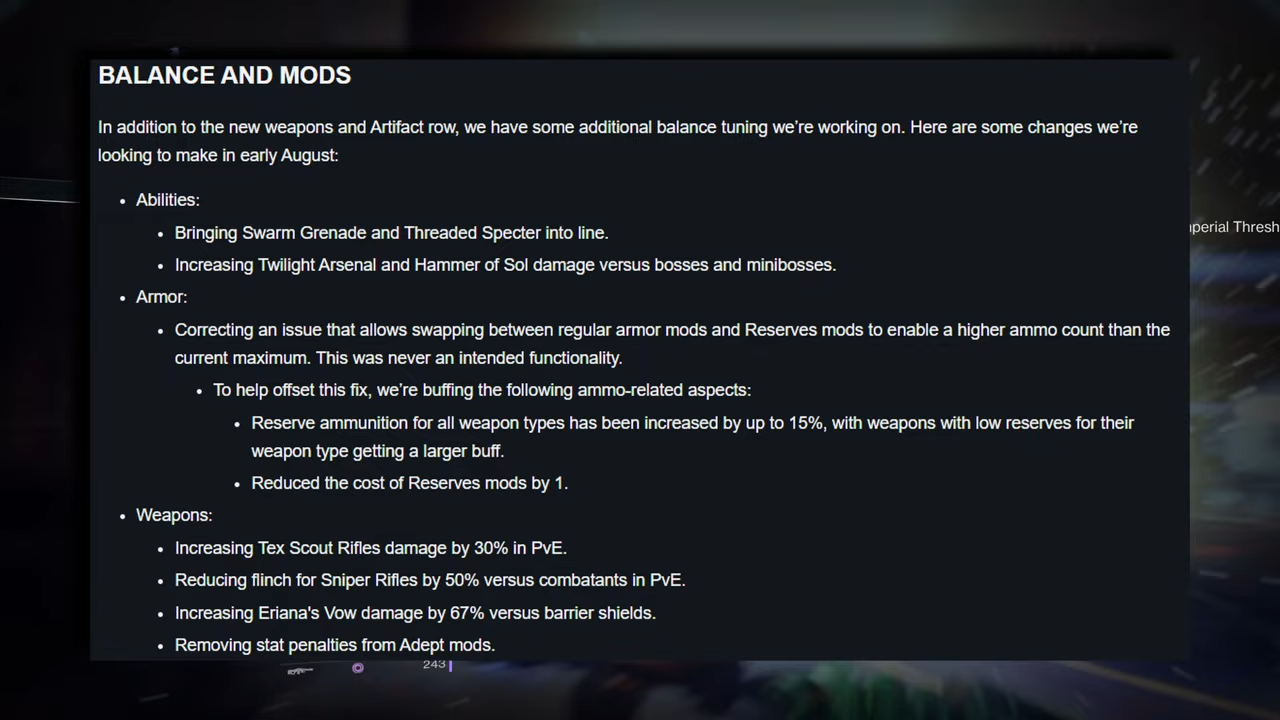 BALANCE AND MODS
In addition to the new weapons and Artifact row, we have some additional balance tuning we're working on. Here are some changes we're
looking to make in early August:
• Abilities:
• Bringing Swarm Grenade and Threaded Specter into line.
• Increasing Twilight Arsenal and Hammer of Sol damage versus bosses and minibosses.
• Armor:
• Correcting an issue that allows swapping between regular armor mods and Reserves mods to enable a higher ammo count than the
current maximum. This was never an intended functionality.
• To help offset this fix, we're buffing the following ammo-related aspects:
• Reserve ammunition for all weapon types has been increased by up to 15%, with weapons with low reserves for their
weapon type getting a larger buff.
• Reduced the cost of Reserves mods by 1.
• Weapons:
• Increasing Tex Scout Rifles damage by 30% in PvE.
• Reducing flinch for Sniper Rifles by 50% versus combatants in PvE.
• Increasing Eriana's Vow damage by 67% versus barrier shields.
• Removing stat penalties from Adept mods.
243